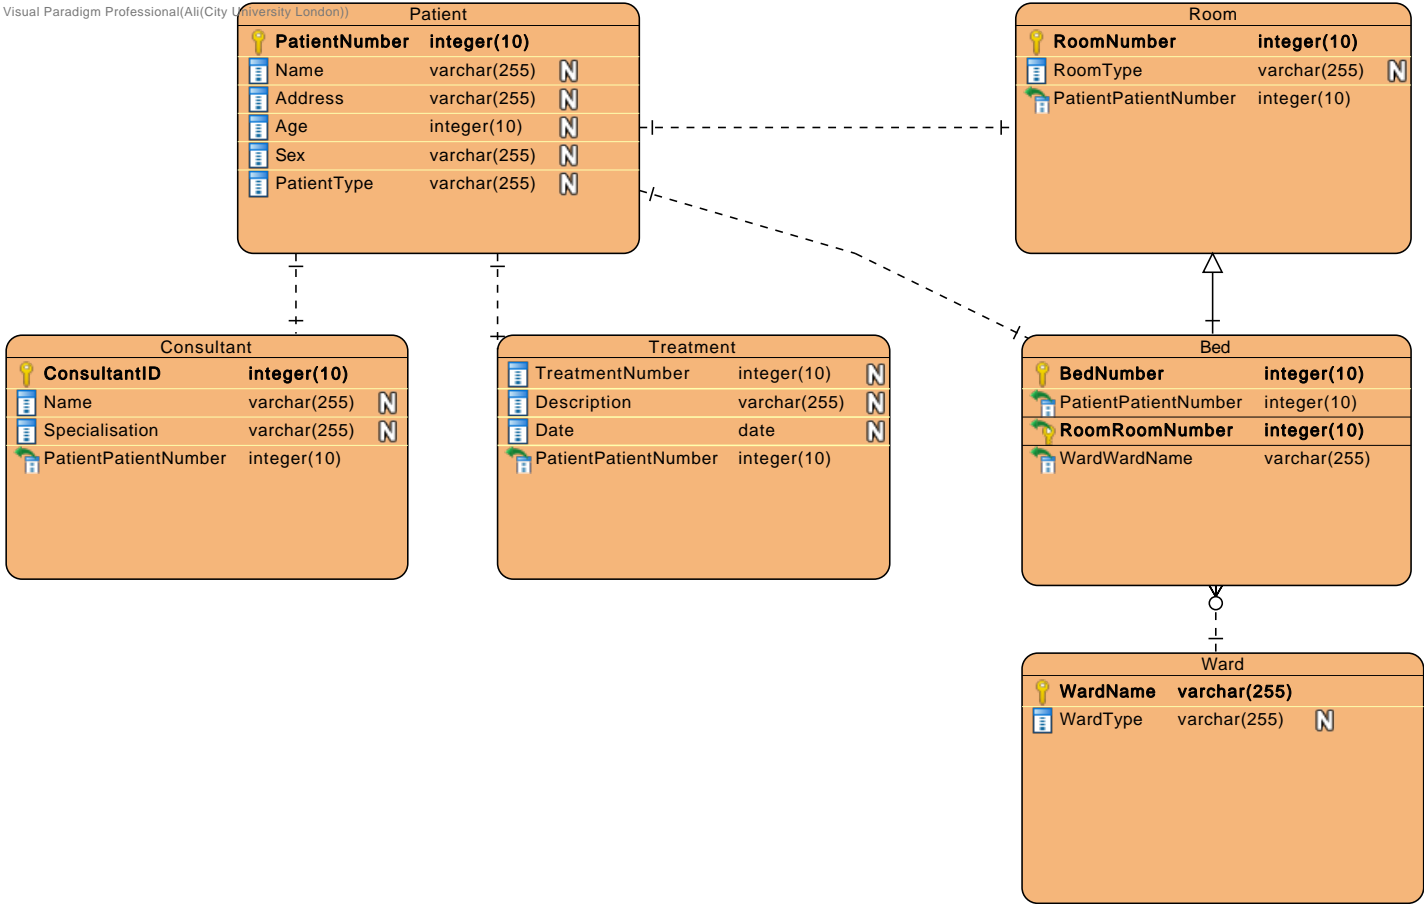 Visual Paradigm Professional(Ali(City University London))
Patient
PatientNumber integer(10)
Name varchar(255) N
Address varchar(255) N
Age integer(10) N
Sex varchar(255) N
PatientType varchar(255) N
Room
RoomNumber integer(10)
RoomType varchar(255) N
PatientPatientNumber integer(10)
Consultant
ConsultantID integer(10)
Name varchar(255) N
Specialisation varchar(255) N
PatientPatientNumber integer(10)
Treatment
TreatmentNumber integer(10) N
Description varchar(255) N
Date date N
PatientPatientNumber integer(10)
Bed
BedNumber integer(10)
PatientPatientNumber integer(10)
RoomRoomNumber integer(10)
WardWardName varchar(255)
Ward
WardName varchar(255)
WardType varchar(255) N